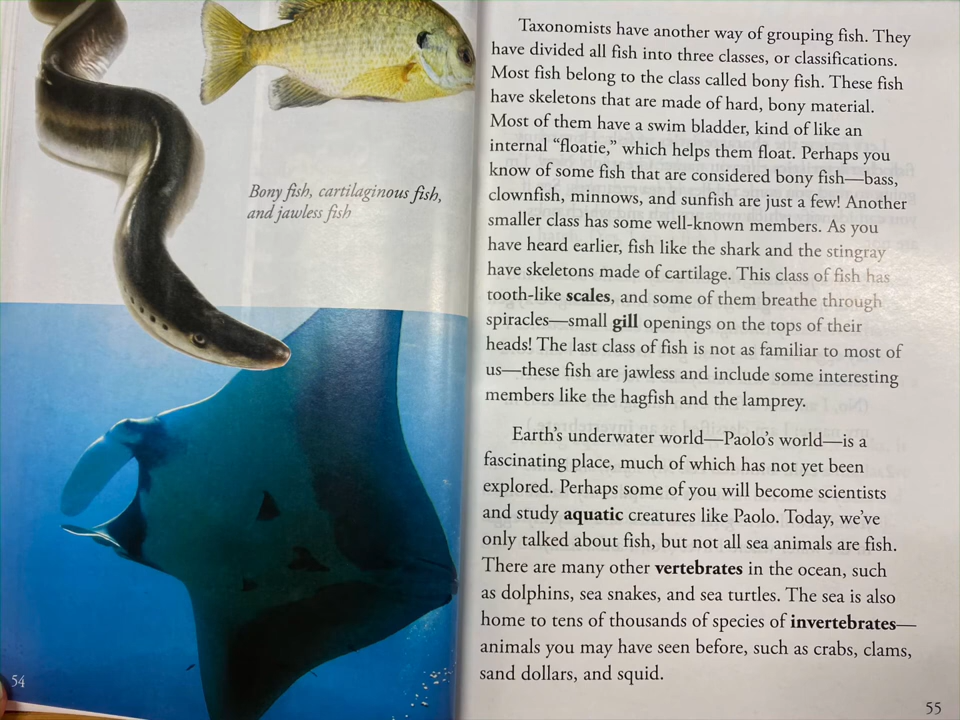 Bony fish, cartilaginous fish,
and jawless fish
54
Taxonomists have another way of grouping fish. They
have divided all fish into three classes, or classifications.
Most fish belong to the class called bony fish. These fish
have skeletons that are made of hard, bony material.
Most of them have a swim bladder, kind of like an
internal “floatie,” which helps them float. Perhaps you
know of some fish that are considered bony fish—bass,
clownfish, minnows, and sunfish are just a few! Another
smaller class has some well-known members. As you
have heard earlier, fish like the shark and the stingray
have skeletons made of cartilage. This class of fish has
tooth-like scales, and some of them breathe through
spiracles—small gill openings on the tops of their
heads! The last class of fish is not as familiar to most of
us—these fish are jawless and include some interesting
members like the hagfish and the lamprey.
Earth’s underwater world—Paolo’s world—is a
fascinating place, much of which has not yet been
explored. Perhaps some of you will become scientists
and study aquatic creatures like Paolo. Today, we’ve
only talked about fish, but not all sea animals are fish.
There are many other vertebrates in the ocean, such
as dolphins, sea snakes, and sea turtles. The sea is also
home to tens of thousands of species of invertebrates—
animals you may have seen before, such as crabs, clams,
sand dollars, and squid.
55